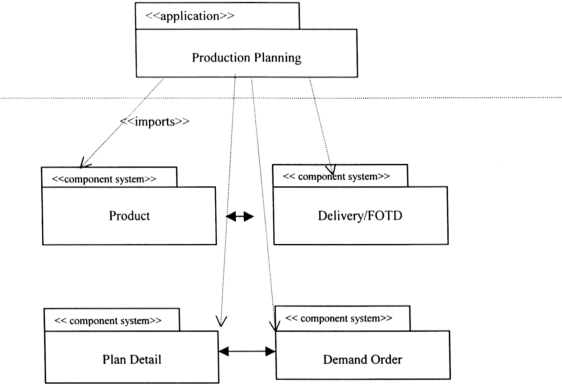 <<application>>
Production Planning
<<imports>>
<<component system>>
Product
<< component system>>
Delivery/FOTD
<< component system>>
Plan Detail
<< component system>>
Demand Order